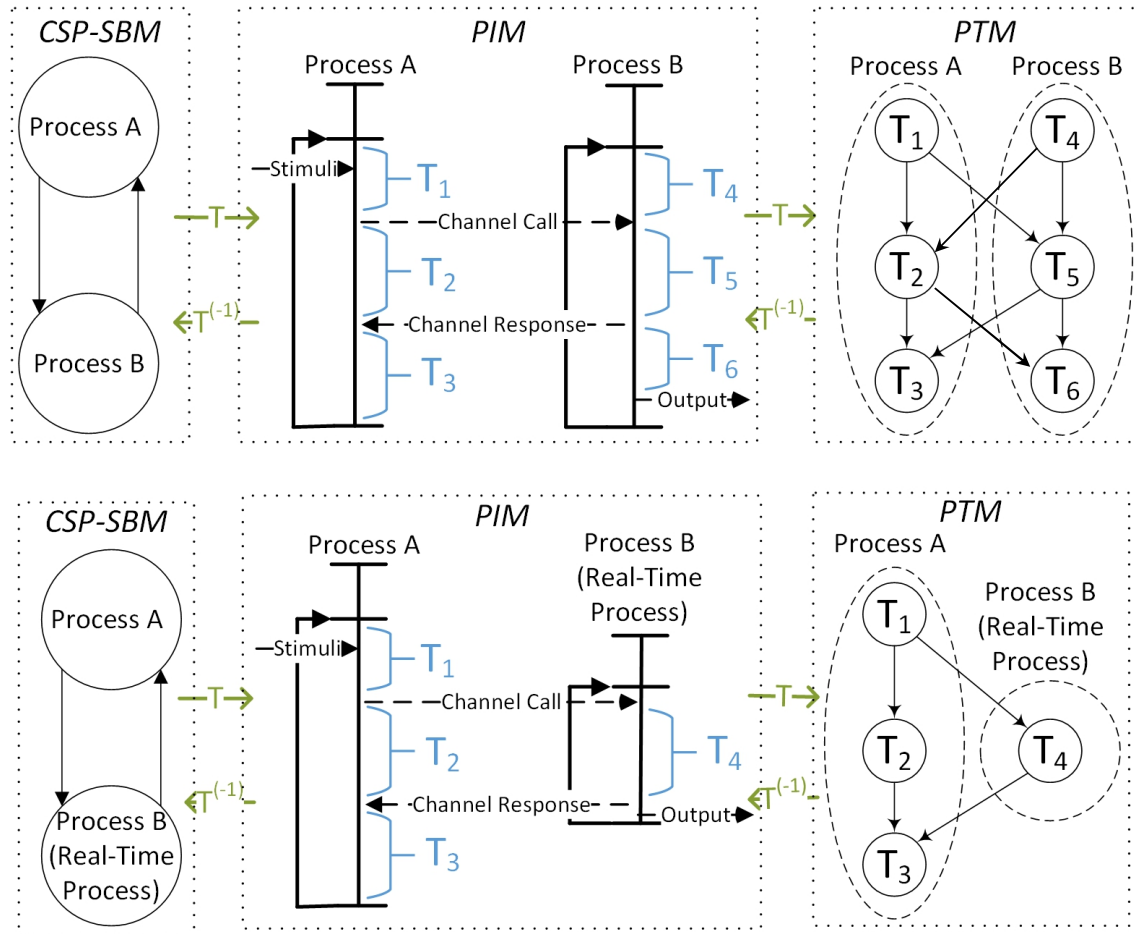 CSP-SBM
Process A
Process B
T
T(-1)
PIM
Process A
Process B
Stimuli
T1
Channel Call
T2
Channel Response
T3
T4
T5
T6
Output
T
T(-1)
PTM
Process A
Process B
T1
T4
T2
T5
T3
T6
CSP-SBM
Process A
Process B
(Real-Time
Process)
T
T(-1)
PIM
Process A
Process B
(Real-Time
Process)
Stimuli
T1
Channel Call
T2
T4
Channel Response
Output
T3
T
T(-1)
PTM
Process A
Process B
(Real-Time
Process)
T1
T2
T4
T3